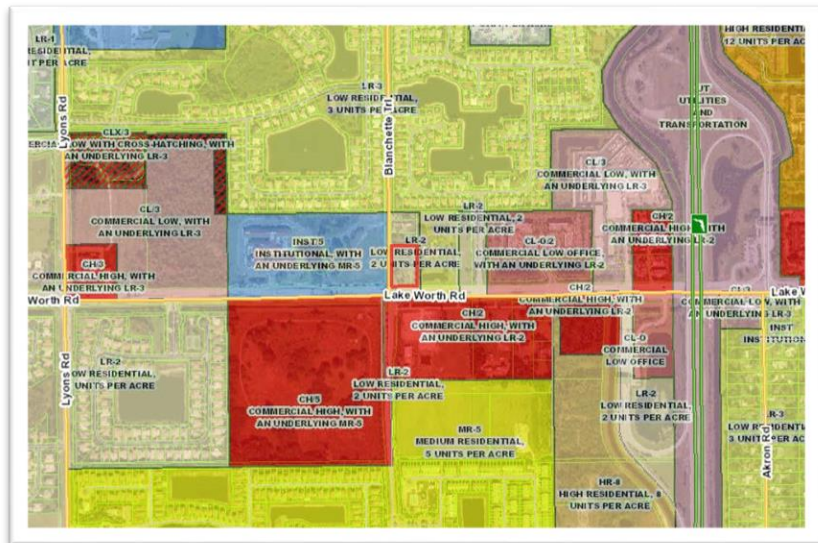 LR-1
RESIDENTIAL,
IT PER ACRE
HIGH RESIDENTIAL
12 UNITS PER AC
Lyons Rd
Blanchette Trl
LR-3
LOW RESIDENTIAL,
3 UNITS PER ACRE
UT
UTILITIES
AND
TRANSPORTATION
CLX/3
ERCIAL LOW WITH CROSS-HATCHING, WITH
AN UNDERLYING LR-3
CL/3
COMMERCIAL LOW, WITH
AN UNDERLYING LR-3
CL/3
COMMERCIAL LOW, WITH
AN UNDERLYING LR-3
LR-2
LOW RESIDENTIAL, 2
UNITS PER ACRE
INST/5
INSTITUTIONAL, WITH
AN UNDERLYING MR-5
LR-2
LOW RESIDENTIAL,
2 UNITS PER ACRE
CL-O/2
COMMERCIAL LOW OFFICE,
WITH AN UNDERLYING LR-2
CH/2
COMMERCIAL HIGH, WITH
AN UNDERLYING LR-2
CH/3
COMMERCIAL HIGH, WITH
AN UNDERLYING LR-3
Worth Rd
Lake Worth Rd
Lake W
CH/2
COMMERCIAL HIGH, WITH
AN UNDERLYING LR-2
CH/2
COMMERCIAL HIGH, WITH
AN UNDERLYING LR-2
CL/3
COMMERCIAL LOW, WITH
AN UNDERLYING LR-3
INST
INSTITUTION
CL-O
COMMERCIAL
LOW OFFICE
LR-2
LOW RESIDENTIAL,
UNITS PER ACRE
Lyons Rd
LR-2
LOW RESIDENTIAL,
2 UNITS PER ACRE
CH/5
COMMERCIAL HIGH, WITH
AN UNDERLYING MR-5
LR-2
LOW RESIDENTIAL,
2 UNITS PER ACRE
LR-3
LOW RESIDE
3 UNITS PER
Akron Rd
MR-5
MEDIUM RESIDENTIAL,
5 UNITS PER ACRE
HR-8
HIGH RESIDENTIAL, 8
UNITS PER ACRE